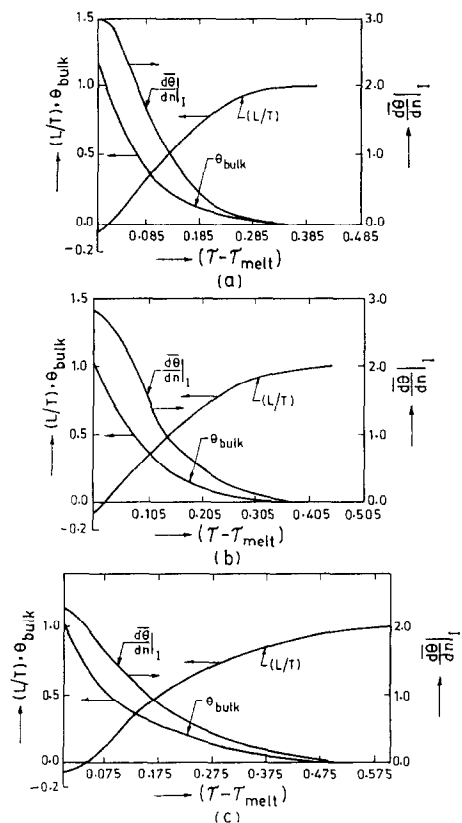 1.5
1.0
0.5
0.0
-0.2
(L/T) · θbulk
3.0
2.0
1.0
0.0
dθ/dn|I
dθ/dn|I
(L/T)
θbulk
0.085 0.185 0.285 0.385 0.485
(τ-τmelt)
(a)
1.5
1.0
0.5
0.0
-0.2
(L/T) · θbulk
3.0
2.0
1.0
0.0
dθ/dn|I
dθ/dn|I
(L/T)
θbulk
0.105 0.205 0.305 0.405 0.505
(τ-τmelt)
(b)
1.0
0.5
0.0
-0.2
(L/T) · θbulk
2.0
1.0
0.0
dθ/dn|I
dθ/dn|I
(L/T)
θbulk
0.075 0.175 0.275 0.375 0.475 0.575
(τ-τmelt)
(c)